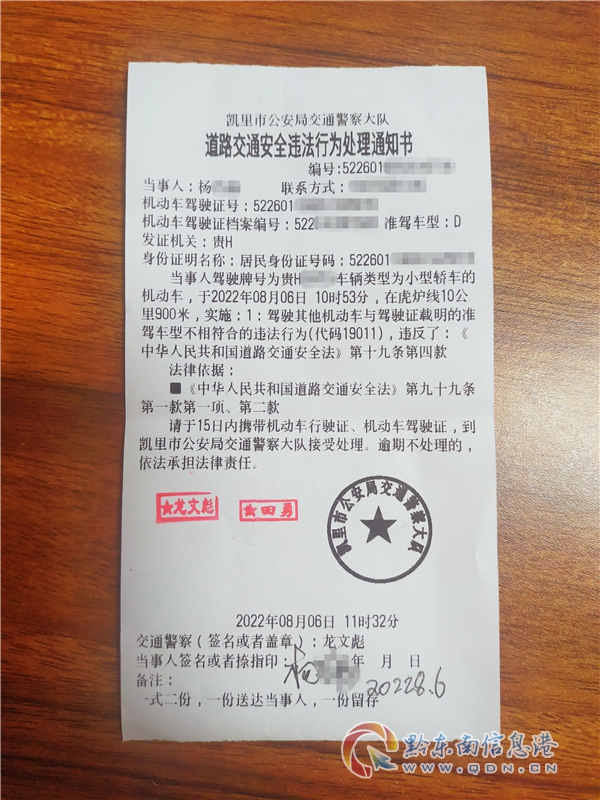 凯里市公安局交通警察大队
道路交通安全违法行为处理通知书
编号:522601
当事人:杨 联系方式:
机动车驾驶证号:522601
机动车驾驶证档案编号:522 准驾车型:D
发证机关:贵H
身份证明名称:居民身份证号码:522601
当事人驾驶牌号为贵H 车辆类型为小型轿车的
机动车，于2022年08月06日 10时53分，在虎炉线10公
里900米，实施:1:驾驶其他机动车与驾驶证载明的准
驾车型不相符合的违法行为(代码19011)，违反了:《
中华人民共和国道路交通安全法》第十九条第四款
法律依据:
■《中华人民共和国道路交通安全法》第九十九条
第一款第一项、第二款
请于15日内携带机动车行驶证、机动车驾驶证，到
凯里市公安局交通警察大队接受处理。逾期不处理的，
依法承担法律责任。
★龙文彪 ★田勇
凯里市公安局交通警察大队
2022年08月06日 11时32分
交通警察(签名或者盖章):龙文彪
当事人签名或者捺指印: 杨 年 月 日
2022.8.6
备注:
一式二份，一份送达当事人，一份留存
黔东南信息港
WWW.QDN.CN